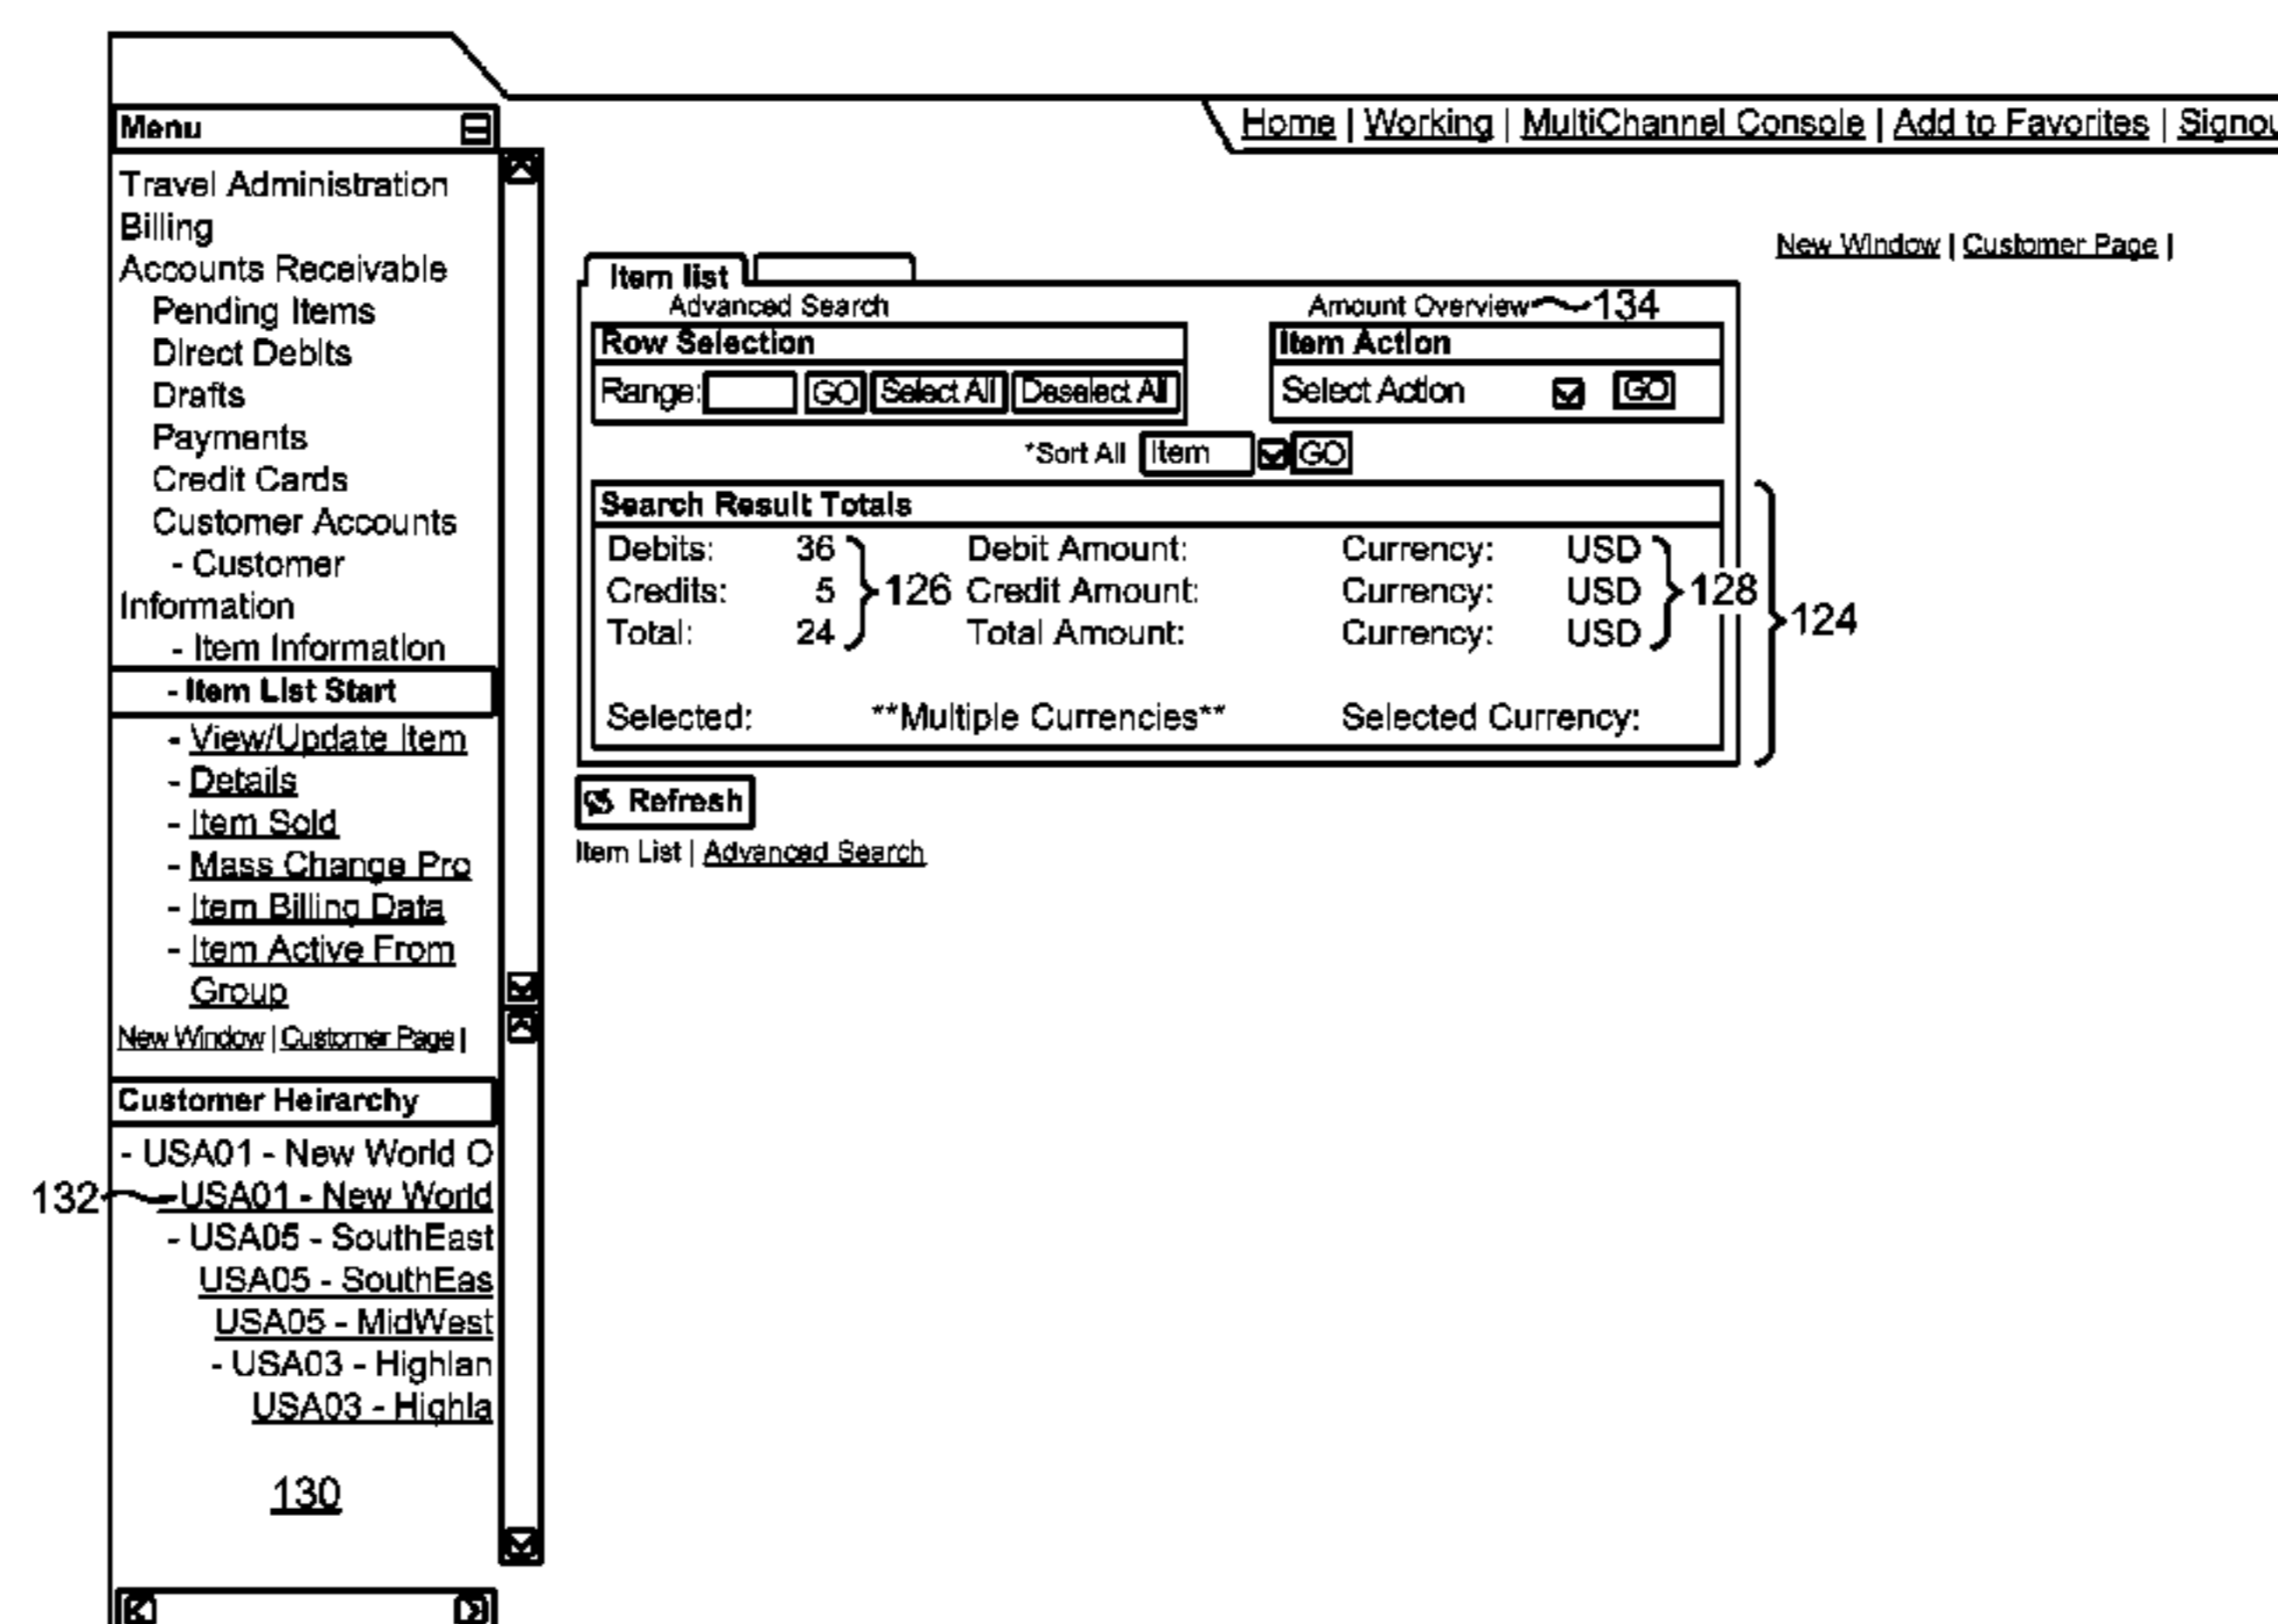 Home | Working | MultiChannel Console | Add to Favorites |
Menu
Travel Administration
Billing
Accounts Receivable
Pending Items
Direct Debits
Drafts
Payments
Credit Cards
Customer Accounts
- Customer
Information
- Item Information
- Item List Start
- View/Update Item
- Details
- Item Sold
- Mass Change Pro
- Item Billing Data
- Item Active From
Group
New Window | Customer Page |
Customer Heirarchy
- USA01 - New World O
132 - USA01 - New World
- USA05 - SouthEast
USA05 - SouthEas
USA05 - MidWest
- USA03 - Highlan
USA03 - Highla
130
New Window | Customer Page |
Item list
Advanced Search Amount Overview 134
Row Selection Item Action
Range: GO Select All Deselect All Select Action GO
*Sort All Item GO
Search Result Totals
Debits: 36 Debit Amount: Currency: USD
Credits: 5 126 Credit Amount: Currency: USD 128
Total: 24 Total Amount: Currency: USD
124
Selected: **Multiple Currencies** Selected Currency:
Refresh
Item List | Advanced Search